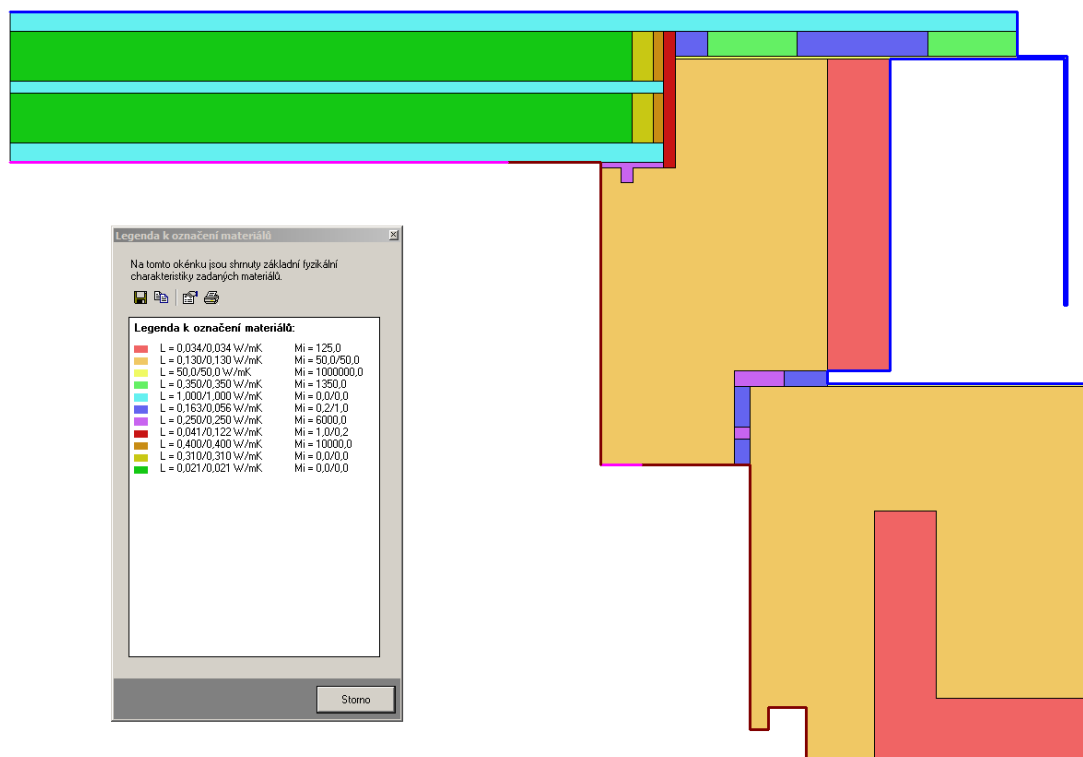 Legenda k označení materiálů
Na tomto okénku jsou shrnuty základní fyzikální
charakteristiky zadaných materiálů.
Legenda k označení materiálů:
L = 0,034/0,034 W/mK Mi = 125,0
L = 0,130/0,130 W/mK Mi = 50,0/50,0
L = 50,0/50,0 W/mK Mi = 1000000,0
L = 0,350/0,350 W/mK Mi = 1350,0
L = 1,000/1,000 W/mK Mi = 0,0/0,0
L = 0,163/0,056 W/mK Mi = 0,2/1,0
L = 0,250/0,250 W/mK Mi = 6000,0
L = 0,041/0,122 W/mK Mi = 1,0/0,2
L = 0,400/0,400 W/mK Mi = 10000,0
L = 0,310/0,310 W/mK Mi = 0,0/0,0
L = 0,021/0,021 W/mK Mi = 0,0/0,0
Storno